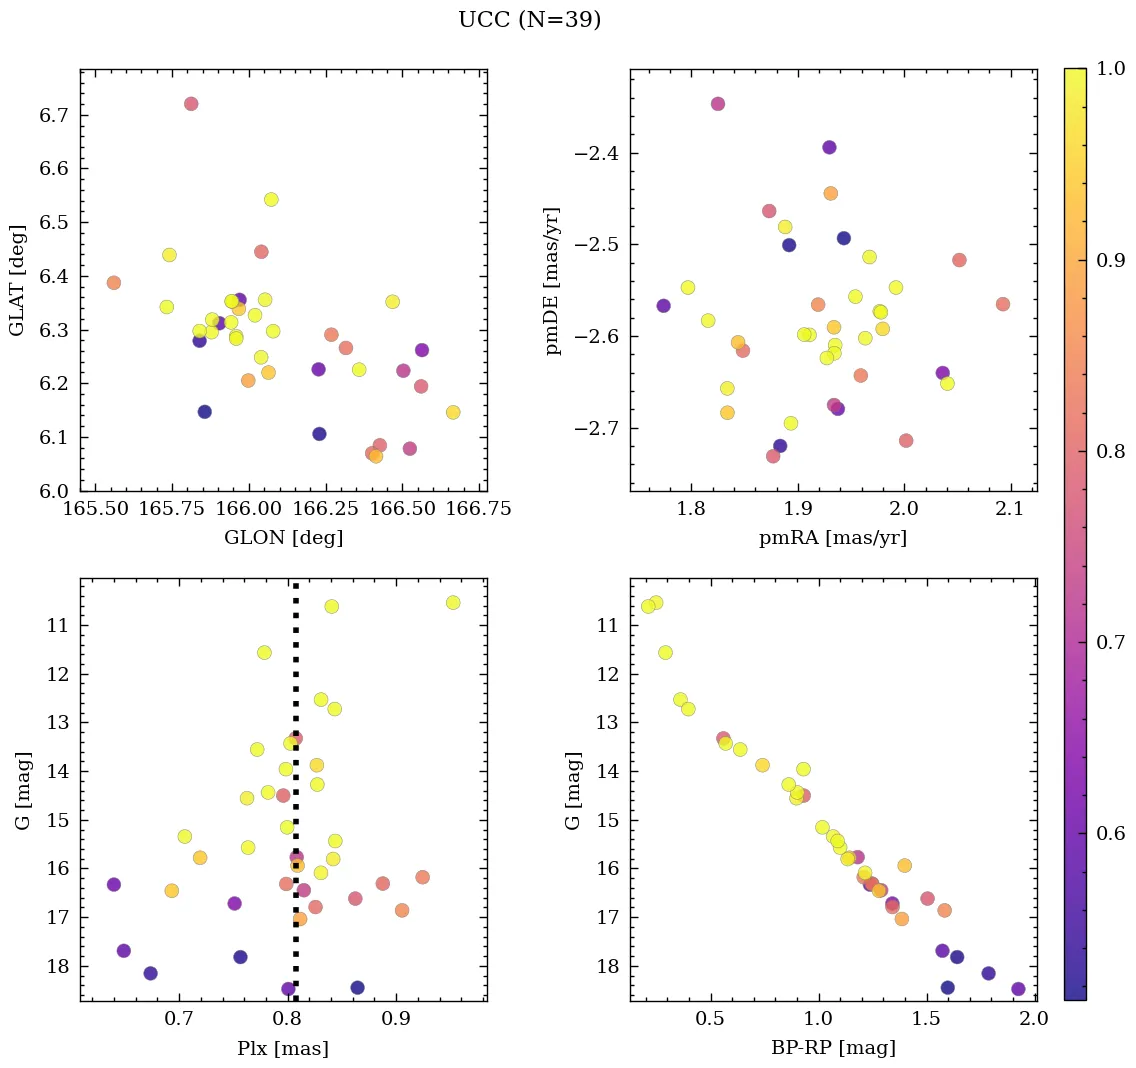 UCC (N=39)
6.7
6.6
6.5
6.4
6.3
6.2
6.1
6.0
GLAT [deg]
165.50 165.75 166.00 166.25 166.50 166.75
GLON [deg]
−2.4
−2.5
−2.6
−2.7
pmDE [mas/yr]
1.8 1.9 2.0 2.1
pmRA [mas/yr]
11
12
13
14
15
16
17
18
G [mag]
0.7 0.8 0.9
Plx [mas]
11
12
13
14
15
16
17
18
G [mag]
0.5 1.0 1.5 2.0
BP-RP [mag]
1.0
0.9
0.8
0.7
0.6